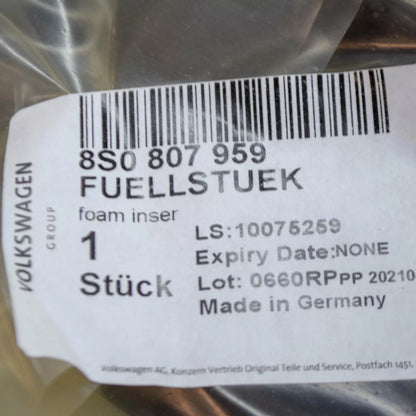 VOLKSWAGEN
GROUP
8S0 807 959
FUELLSTUEK
foam inser
1
Stück
LS:10075259
Expiry Date:NONE
Lot: 0660RPPP 20210
Made in Germany
Volkswagen AG, Konzern Vertrieb Original Teile und Service, Postfach 1451,